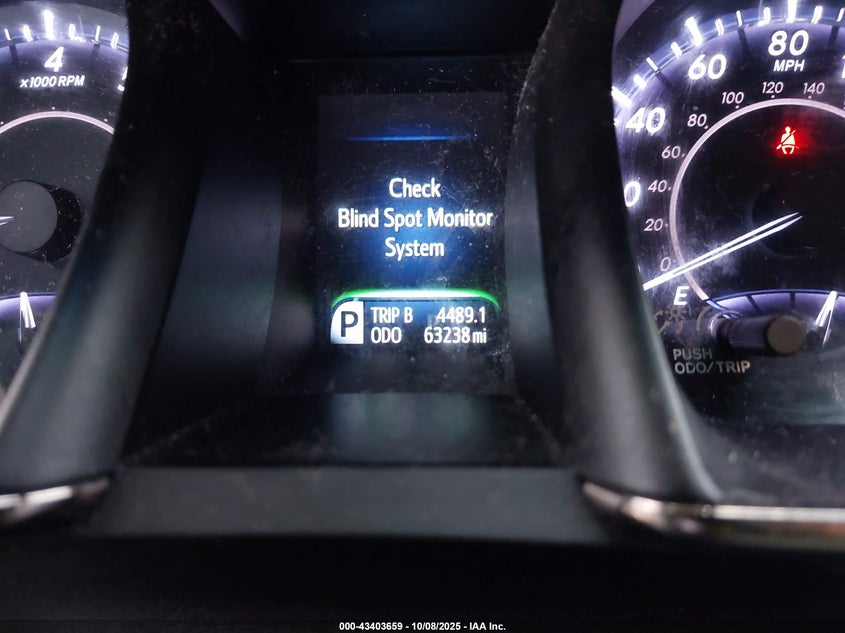 4
x1000 RPM
Check
Blind Spot Monitor
System
P
TRIP B 4489.1
ODO 63238 mi
80
MPH
60
40
100
120
140
80
60
40
20
0
E
PUSH
ODO/TRIP
000-43403659 - 10/08/2025 - IAA Inc.